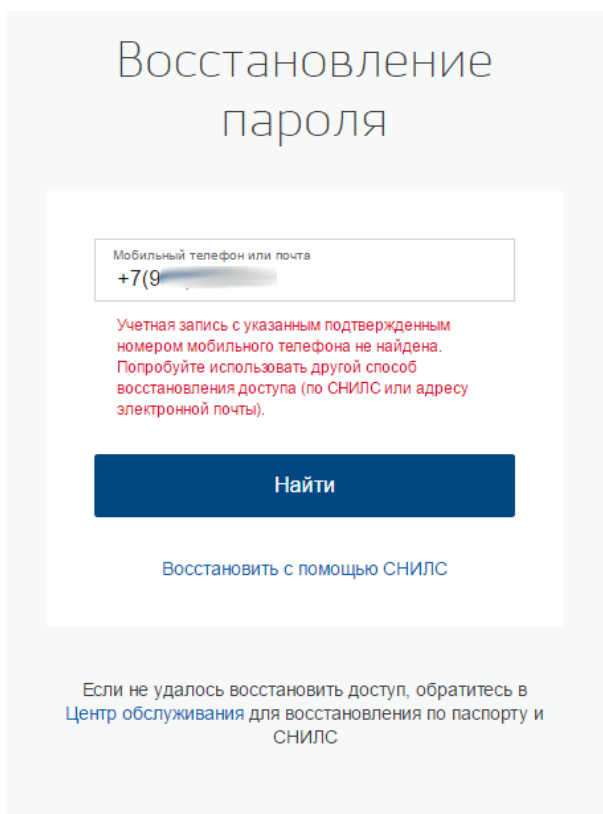 Восстановление
пароля
Мобильный телефон или почта
+7(9
Учетная запись с указанным подтвержденным
номером мобильного телефона не найдена.
Попробуйте использовать другой способ
восстановления доступа (по СНИЛС или адресу
электронной почты).
Найти
Восстановить с помощью СНИЛС
Если не удалось восстановить доступ, обратитесь в
Центр обслуживания для восстановления по паспорту и
СНИЛС